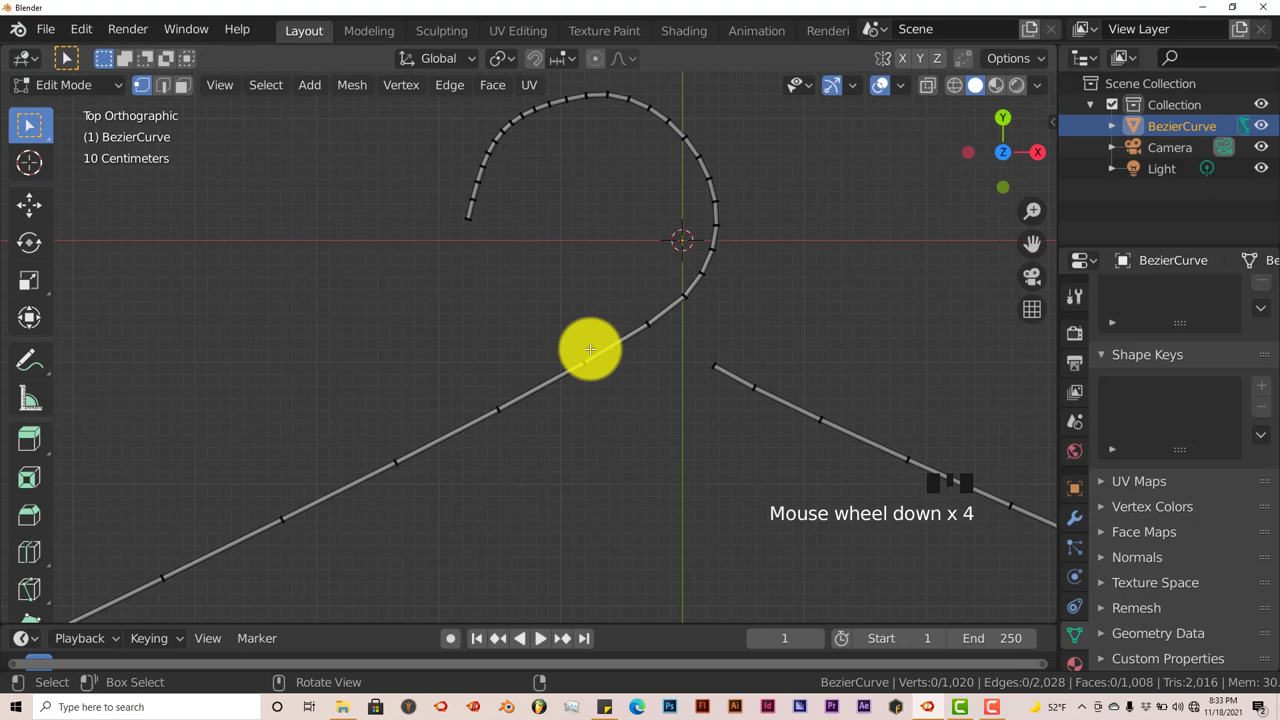 Blender
File Edit Render Window Help Layout Modeling Sculpting UV Editing Texture Paint Shading Animation Renderi Scene View Layer
Global X Y Z Options
Edit Mode View Select Add Mesh Vertex Edge Face UV
Scene Collection
Collection
BezierCurve
Camera
Light
Top Orthographic
(1) BezierCurve
10 Centimeters
Y
Z
X
BezierCurve Be
Shape Keys
UV Maps
Vertex Colors
Face Maps
Normals
Texture Space
Remesh
Geometry Data
Custom Properties
Mouse wheel down x 4
Playback Keying View Marker 1 Start 1 End 250
Select Box Select Rotate View BezierCurve | Verts:0/1,020 | Edges:0/2,028 | Faces:0/1,008 | Tris:2,016 | Mem: 30.
Type here to search 52°F 8:33 PM
11/18/2021